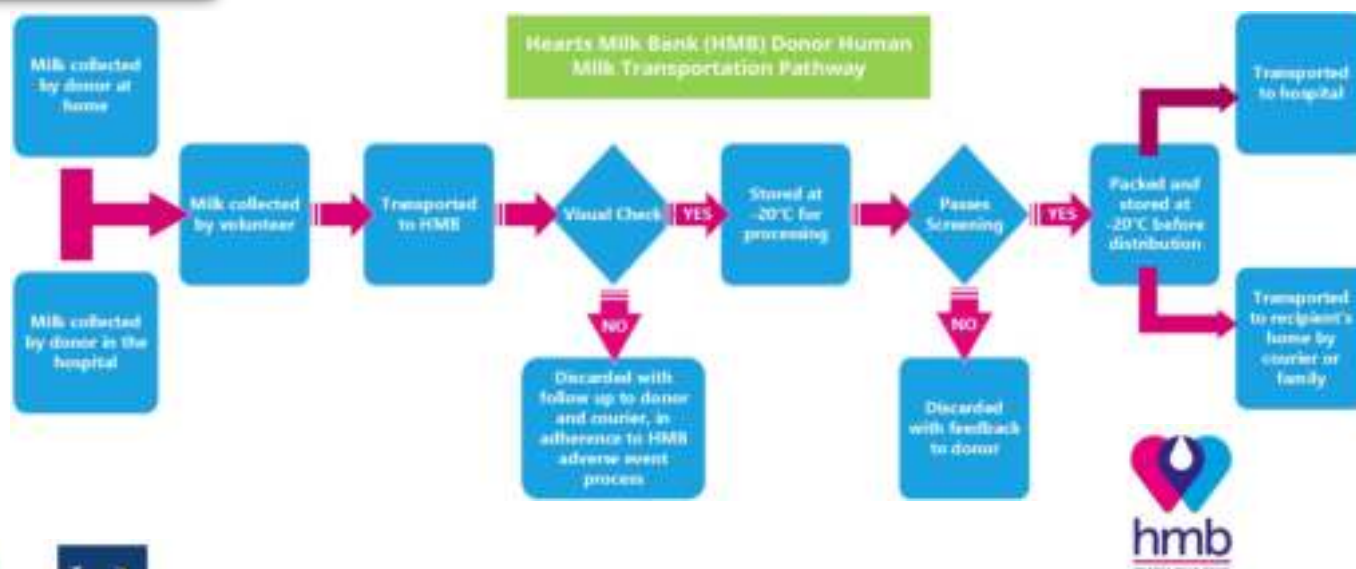 Hearts Milk Bank (HMB) Donor Human
Milk Transportation Pathway
Milk collected
by donor at
home
Milk collected
by donor in the
hospital
Milk collected
by volunteer
Transported
to HMB
Visual Check
YES
NO
Discarded with
follow up to donor
and courier, in
adherence to HMB
adverse event
process
Stored at
-20°C for
processing
Passes
Screening
YES
NO
Discarded
with feedback
to donor
Packed and
stored at
-20°C before
distribution
Transported
to hospital
Transported
to recipient's
home by
courier or
family
hmb